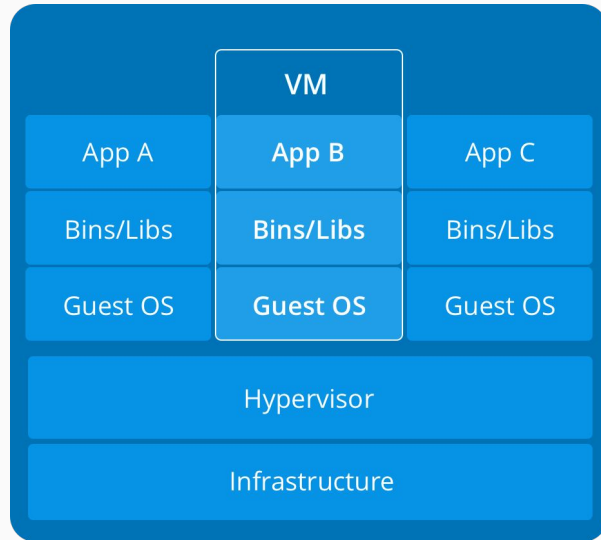 VM
App A
App B
App C
Bins/Libs
Bins/Libs
Bins/Libs
Guest OS
Guest OS
Guest OS
Hypervisor
Infrastructure